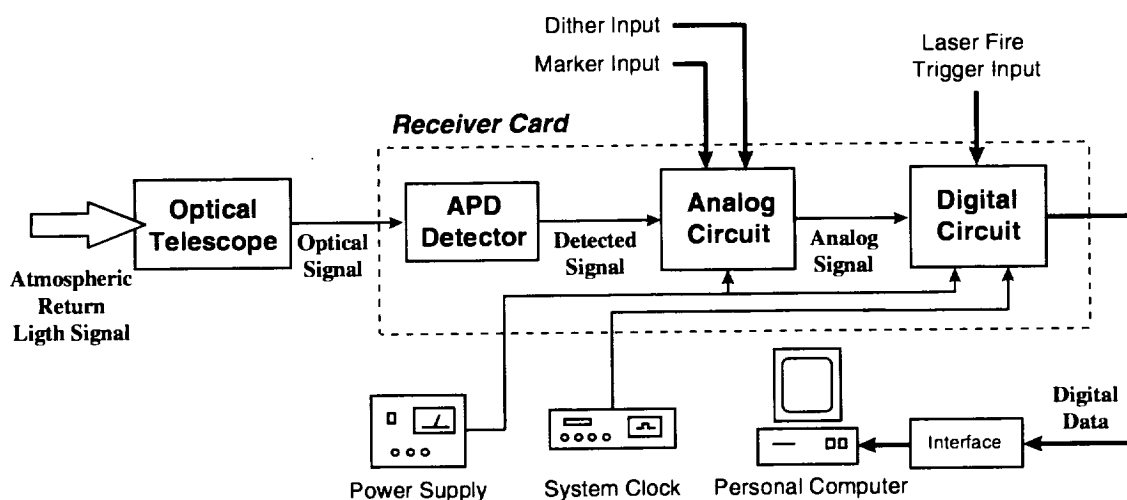 Dither Input
Marker Input
Laser Fire
Trigger Input
Receiver Card
Optical
Telescope
APD
Detector
Analog
Circuit
Digital
Circuit
Optical
Signal
Detected
Signal
Analog
Signal
Atmospheric
Return
Ligth Signal
Digital
Data
Interface
Power Supply
System Clock
Personal Computer